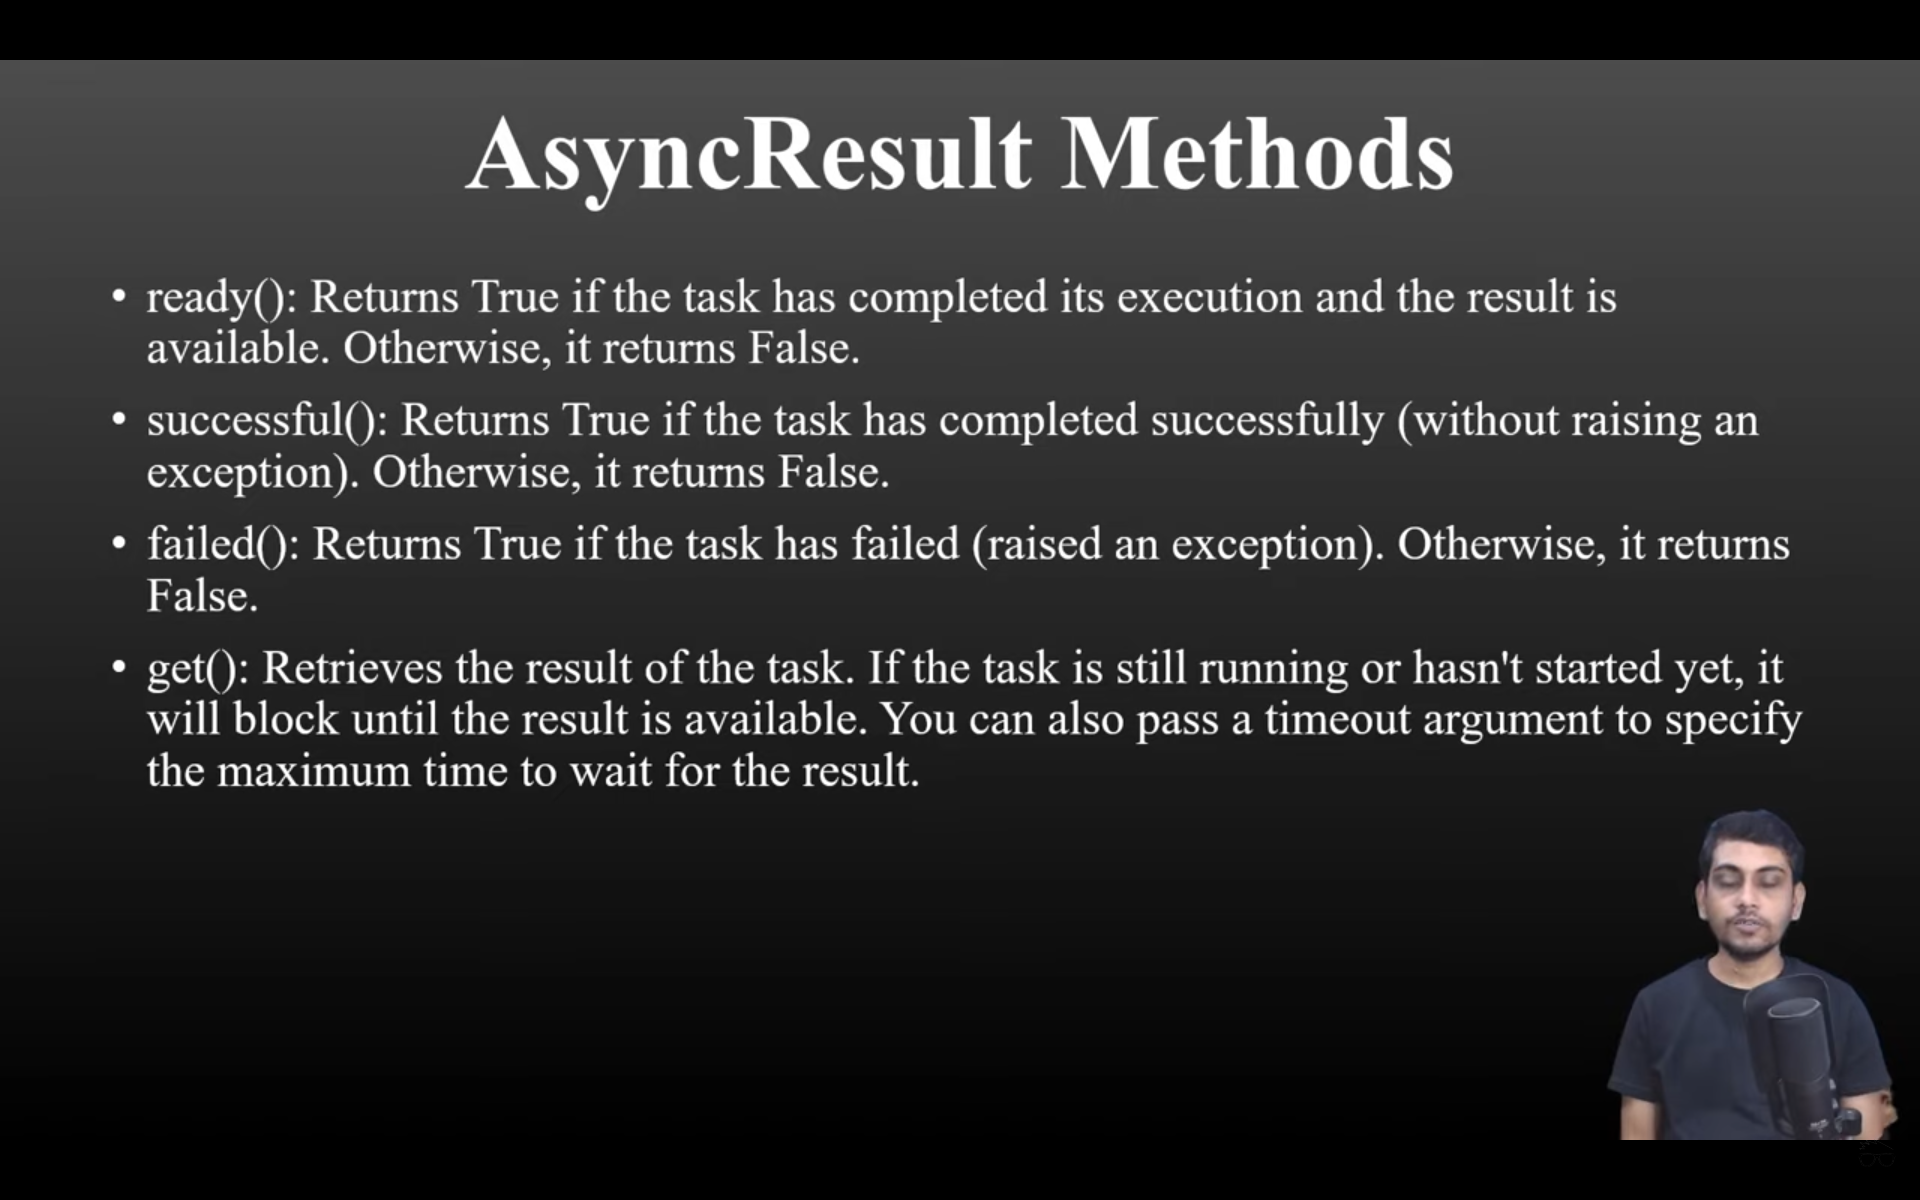 AsyncResult Methods
• ready(): Returns True if the task has completed its execution and the result is
available. Otherwise, it returns False.
• successful(): Returns True if the task has completed successfully (without raising an
exception). Otherwise, it returns False.
• failed(): Returns True if the task has failed (raised an exception). Otherwise, it returns
False.
• get(): Retrieves the result of the task. If the task is still running or hasn't started yet, it
will block until the result is available. You can also pass a timeout argument to specify
the maximum time to wait for the result.